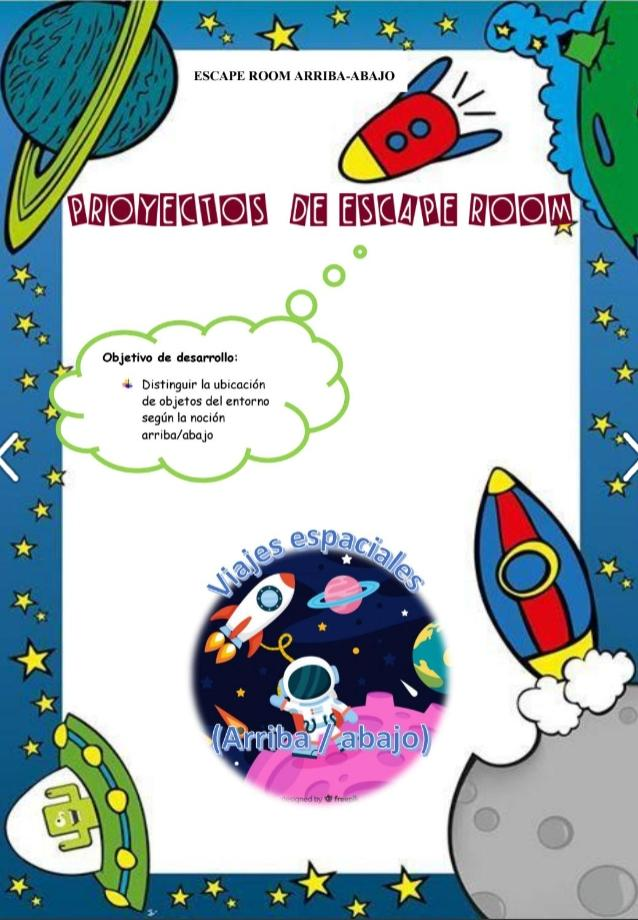 ESCAPE ROOM ARRIBA-ABAJO
PROYECTOS DE ESCAPE ROOM
Objetivo de desarrollo:
Distinguir la ubicación
de objetos del entorno
según la noción
arriba/abajo
Viajes espaciales
(Arriba / abajo)
designed by freepik